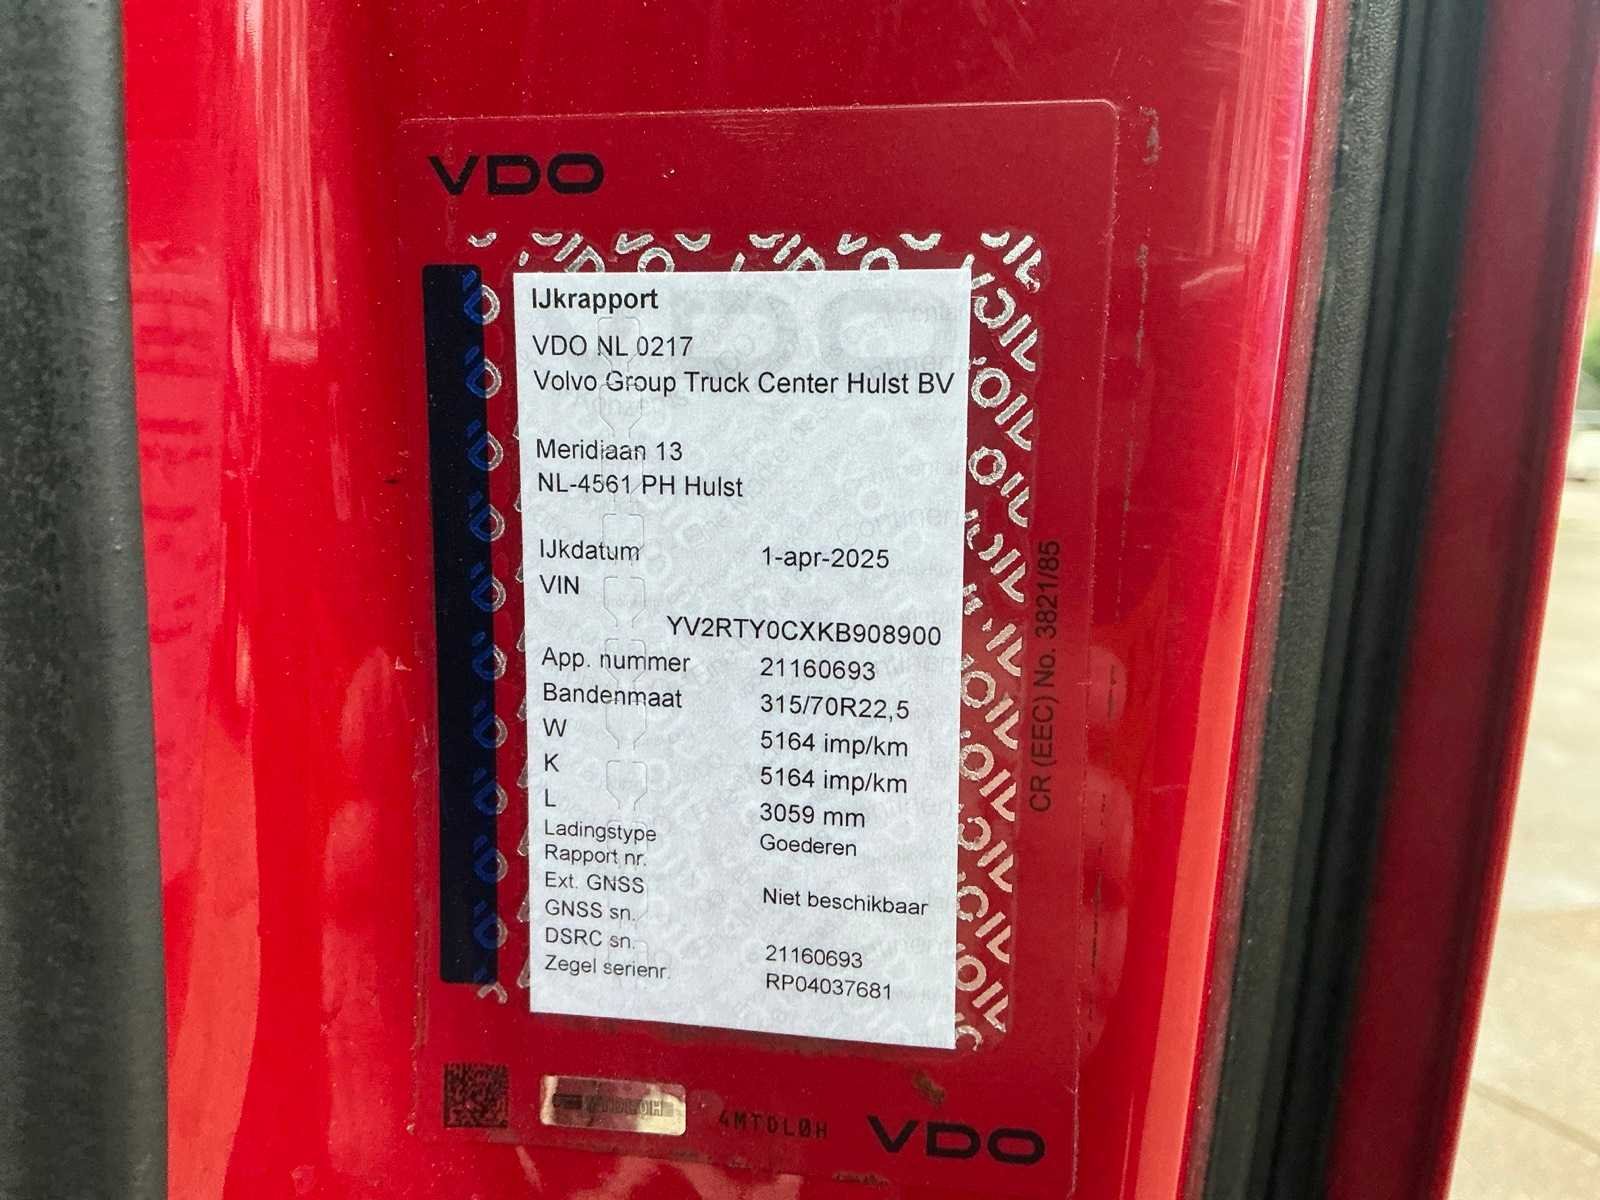 VDO
IJkrapport
VDO NL 0217
Volvo Group Truck Center Hulst BV
Meridiaan 13
NL-4561 PH Hulst
IJkdatum 1-apr-2025
VIN
YV2RTY0CXKB908900
App. nummer 21160693
Bandenmaat 315/70R22,5
W 5164 imp/km
K 5164 imp/km
L 3059 mm
Ladingstype Goederen
Rapport nr.
Ext. GNSS Niet beschikbaar
GNSS sn.
DSRC sn. 21160693
Zegel serienr. RP04037681
CR (EEC) No. 3821/85
4MTDL0H
VDO